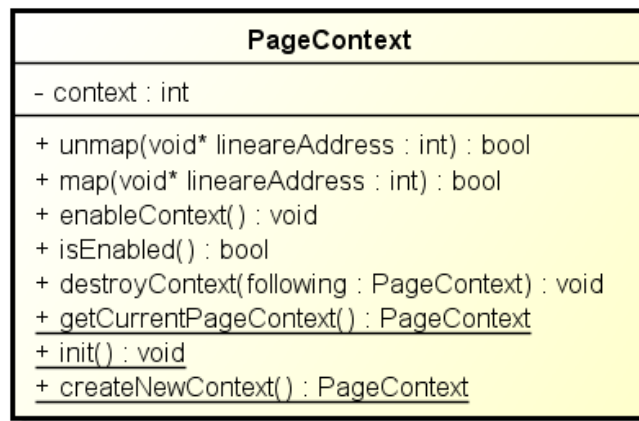 PageContext
- context : int
+ unmap(void* lineareAddress : int) : bool
+ map(void* lineareAddress : int) : bool
+ enableContext() : void
+ isEnabled() : bool
+ destroyContext(following : PageContext) : void
+ getCurrentPageContext() : PageContext
+ init() : void
+ createNewContext() : PageContext